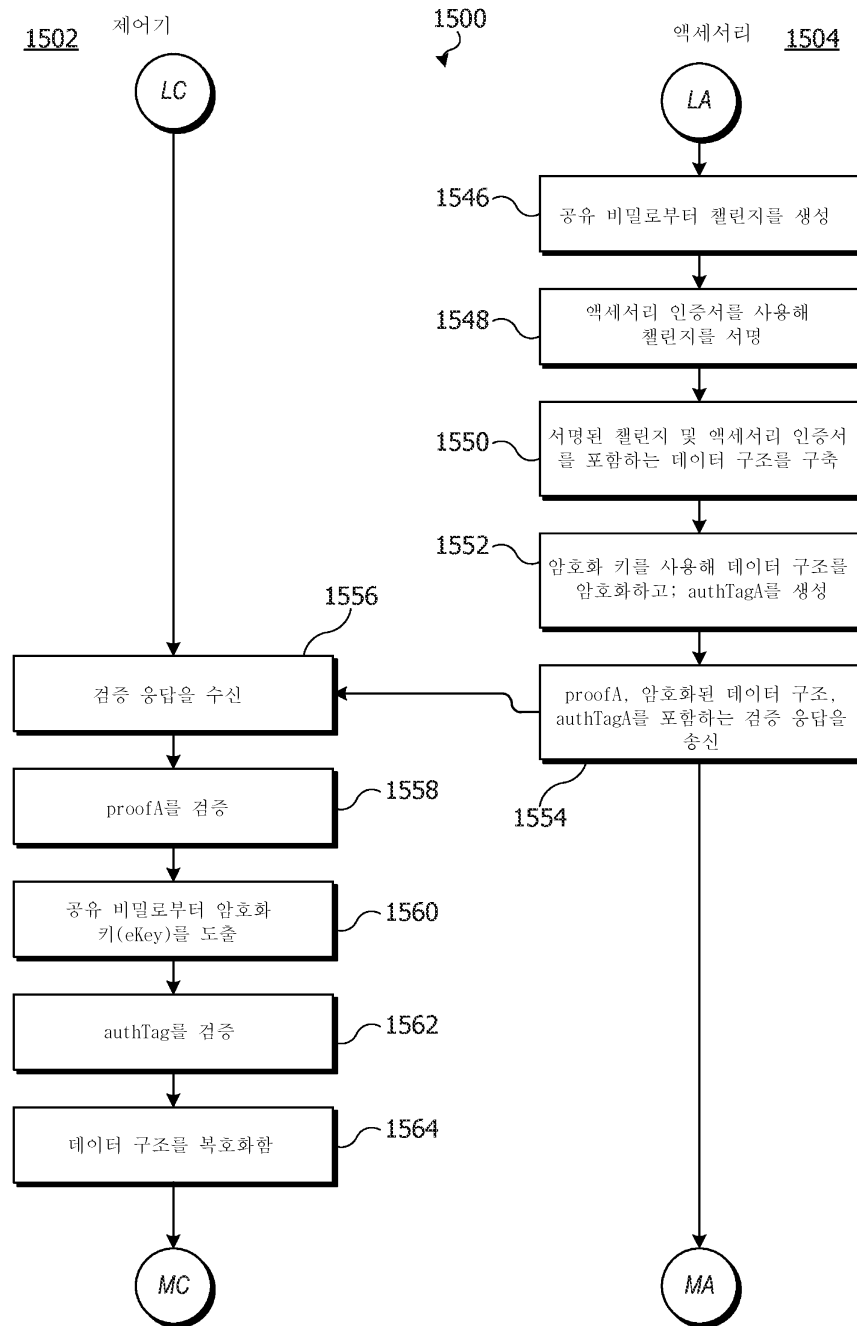 1502
제어기
1500
액세서리
1504
LC
LA
1546
공유 비밀로부터 챌린지를 생성
1548
액세서리 인증서를 사용해
챌린지를 서명
1550
서명된 챌린지 및 액세서리 인증서
를 포함하는 데이터 구조를 구축
1552
암호화 키를 사용해 데이터 구조를
암호화하고; authTagA를 생성
1556
검증 응답을 수신
proofA, 암호화된 데이터 구조,
authTagA를 포함하는 검증 응답을
송신
1554
proofA를 검증
1558
공유 비밀로부터 암호화
키(eKey)를 도출
1560
authTag를 검증
1562
데이터 구조를 복호화함
1564
MC
MA